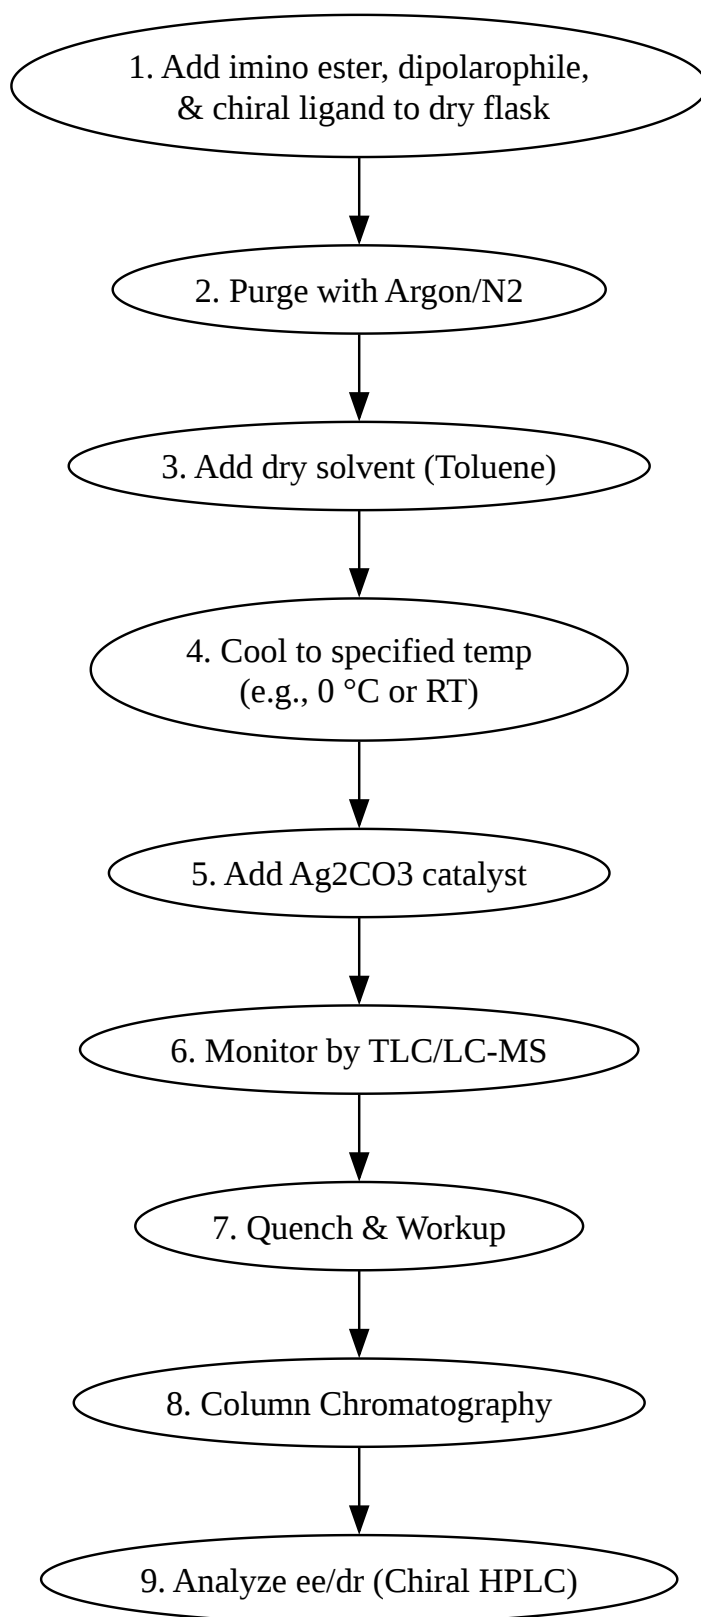 1. Add imino ester, dipolarophile,
& chiral ligand to dry flask
2. Purge with Argon/N2
3. Add dry solvent (Toluene)
4. Cool to specified temp
(e.g., 0 °C or RT)
5. Add Ag2CO3 catalyst
6. Monitor by TLC/LC-MS
7. Quench & Workup
8. Column Chromatography
9. Analyze ee/dr (Chiral HPLC)